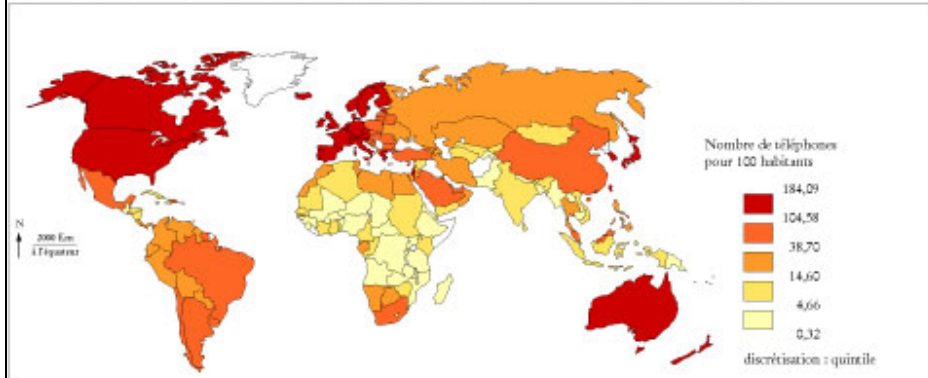 Nombre de téléphones
pour 100 habitants
184,09
104,58
38,70
14,60
4,66
0,32
discrétisation : quintile
N
2000 Km
à l'équateur